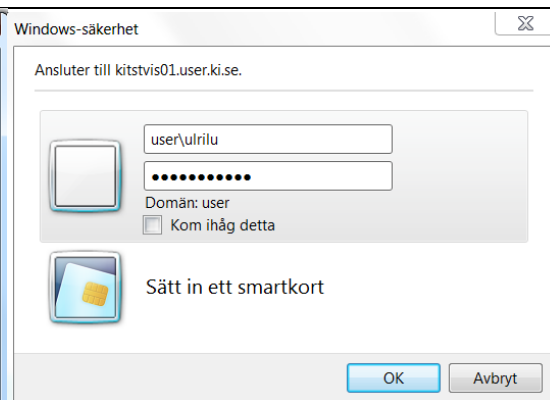 Windows-säkerhet
Ansluter till kitstvis01.user.ki.se.
user\ulrilu
●●●●●●●●●●●
Domän: user
Kom ihåg detta
Sätt in ett smartkort
OK
Avbryt